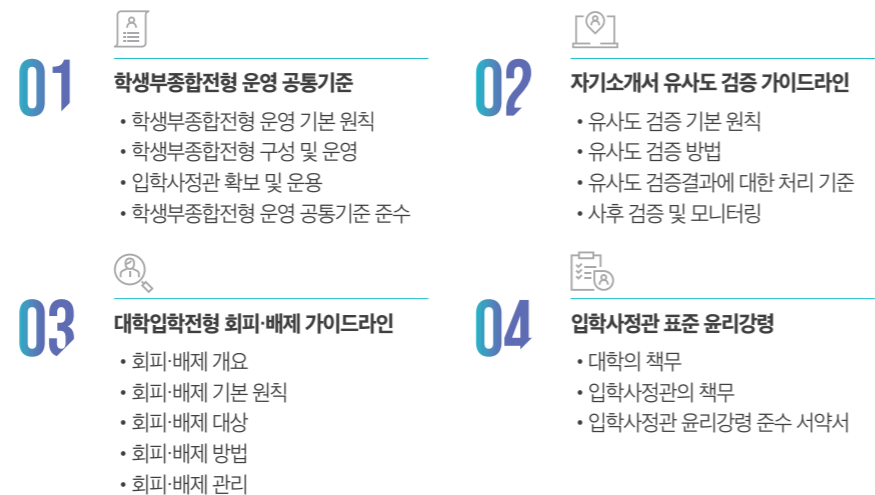 01
학생부종합전형 운영 공통기준
• 학생부종합전형 운영 기본 원칙
• 학생부종합전형 구성 및 운영
• 입학사정관 확보 및 운용
• 학생부종합전형 운영 공통기준 준수
02
자기소개서 유사도 검증 가이드라인
• 유사도 검증 기본 원칙
• 유사도 검증 방법
• 유사도 검증결과에 대한 처리 기준
• 사후 검증 및 모니터링
03
대학입학전형 회피·배제 가이드라인
• 회피·배제 개요
• 회피·배제 기본 원칙
• 회피·배제 대상
• 회피·배제 방법
• 회피·배제 관리
04
입학사정관 표준 윤리강령
• 대학의 책무
• 입학사정관의 책무
• 입학사정관 윤리강령 준수 서약서